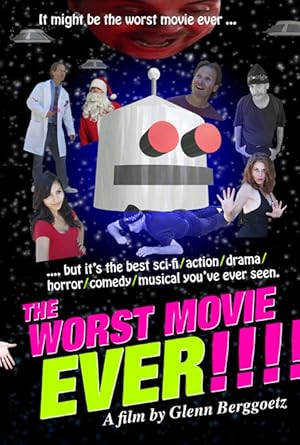 It might be the worst movie ever ...
...., but it's the best sci-fi/action/drama/
horror/comedy/musical you've ever seen.
THE
WORST MOVIE
EVER!!!!
A film by Glenn Berggoetz